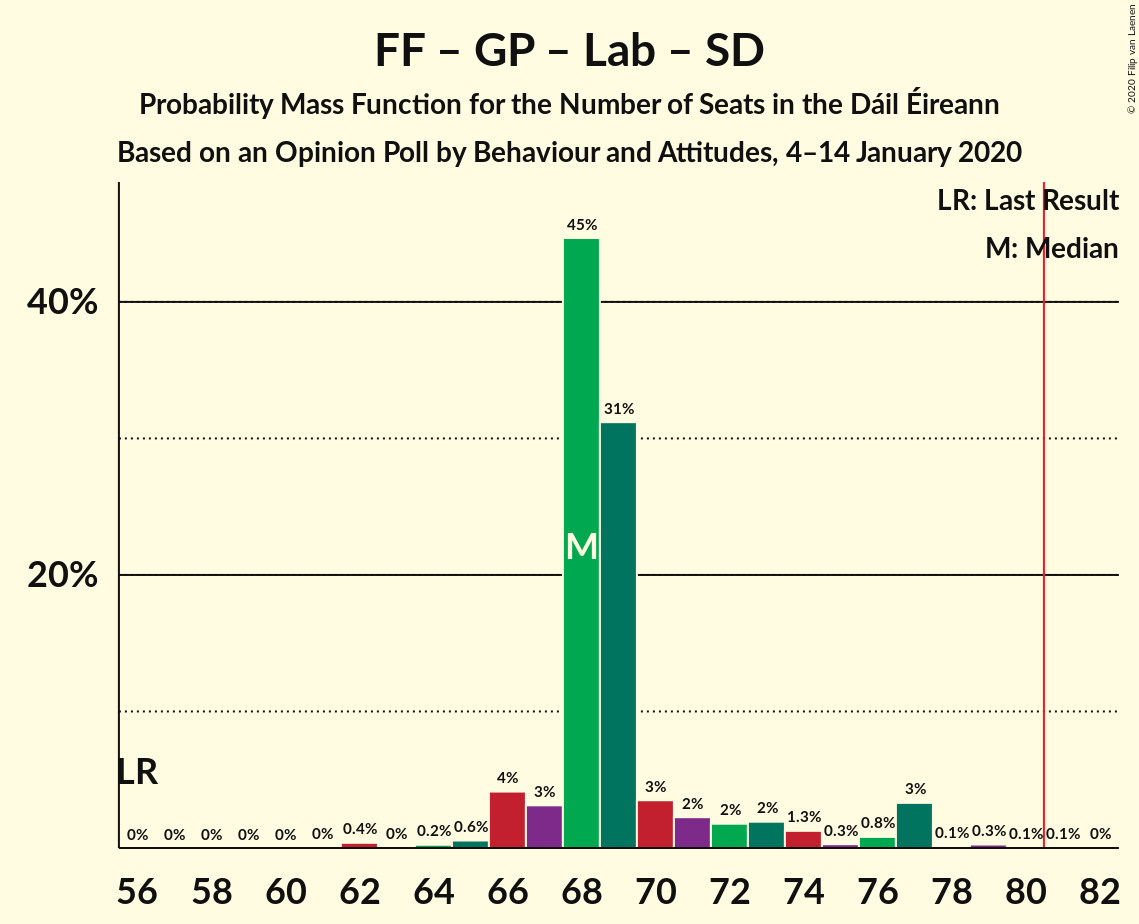 FF – GP – Lab – SD
Probability Mass Function for the Number of Seats in the Dáil Éireann
Based on an Opinion Poll by Behaviour and Attitudes, 4–14 January 2020
© 2020 Filip van Laenen
LR: Last Result
M: Median
45%
40%
31%
M
20%
LR
0% 0% 0% 0% 0% 0% 0.4% 0% 0.2% 0.6% 4% 3% 3% 2% 2% 2% 1.3% 0.3% 0.8% 3% 0.1% 0.3% 0.1% 0.1% 0%
56 58 60 62 64 66 68 70 72 74 76 78 80 82